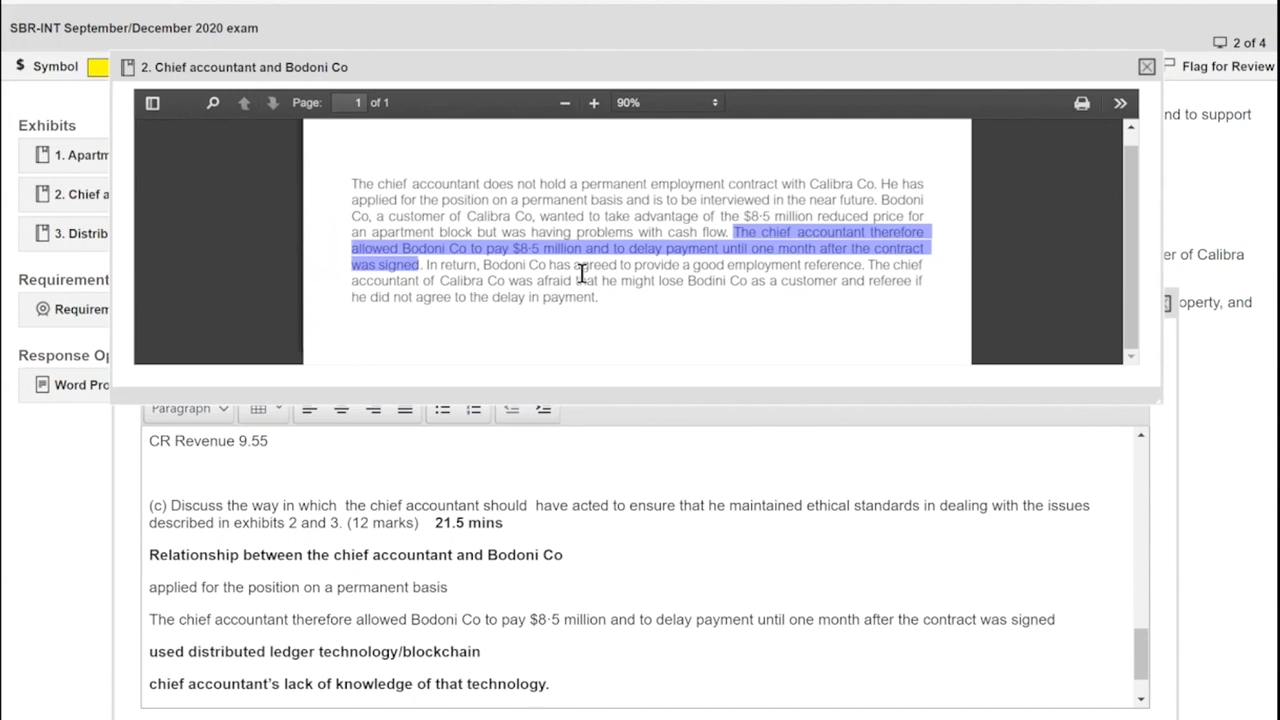 SBR-INT September/December 2020 exam
2 of 4
$ Symbol
2. Chief accountant and Bodoni Co
Flag for Review
Page: 1 of 1
90%
nd to support
Exhibits
1. Apartm
2. Chief a
3. Distrib
Requirement
Requirem
Response Op
Word Pro
er of Calibra
operty, and
The chief accountant does not hold a permanent employment contract with Calibra Co. He has
applied for the position on a permanent basis and is to be interviewed in the near future. Bodoni
Co, a customer of Calibra Co, wanted to take advantage of the $8·5 million reduced price for
an apartment block but was having problems with cash flow. The chief accountant therefore
allowed Bodoni Co to pay $8·5 million and to delay payment until one month after the contract
was signed. In return, Bodoni Co has agreed to provide a good employment reference. The chief
accountant of Calibra Co was afraid that he might lose Bodini Co as a customer and referee if
he did not agree to the delay in payment.
Paragraph
CR Revenue 9.55
(c) Discuss the way in which the chief accountant should have acted to ensure that he maintained ethical standards in dealing with the issues
described in exhibits 2 and 3. (12 marks) 21.5 mins
Relationship between the chief accountant and Bodoni Co
applied for the position on a permanent basis
The chief accountant therefore allowed Bodoni Co to pay $8·5 million and to delay payment until one month after the contract was signed
used distributed ledger technology/blockchain
chief accountant's lack of knowledge of that technology.